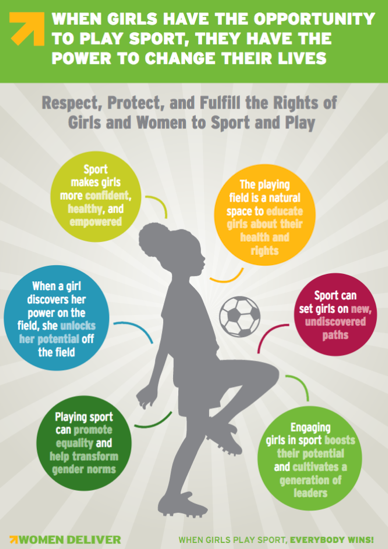 WHEN GIRLS HAVE THE OPPORTUNITY
TO PLAY SPORT, THEY HAVE THE
POWER TO CHANGE THEIR LIVES
Respect, Protect, and Fulfill the Rights of
Girls and Women to Sport and Play
Sport
makes girls
more confident,
healthy, and
empowered
The playing
field is a natural
space to educate
girls about their
health and
rights
When a girl
discovers her
power on the
field, she unlocks
her potential off
the field
Sport can
set girls on new,
undiscovered
paths
Playing sport
can promote
equality and
help transform
gender norms
Engaging
girls in sport boosts
their potential
and cultivates a
generation of
leaders
WOMEN DELIVER
WHEN GIRLS PLAY SPORT, EVERYBODY WINS!